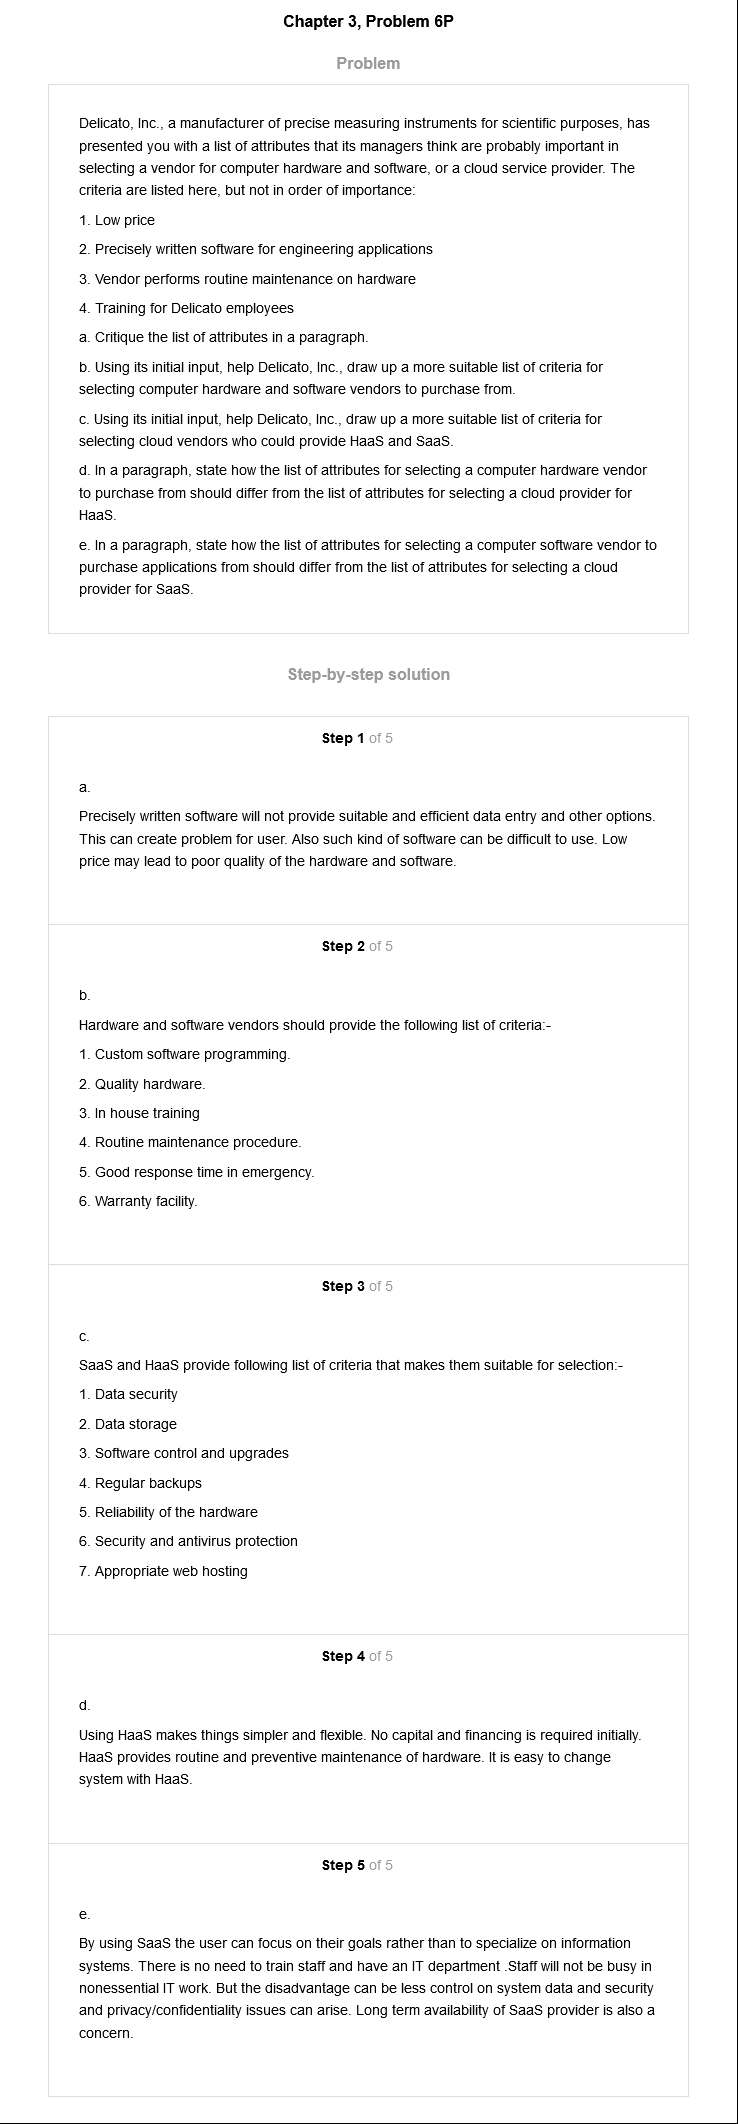 Chapter 3, Problem 6P
Problem
Delicato, Inc., a manufacturer of precise measuring instruments for scientific purposes, has
presented you with a list of attributes that its managers think are probably important in
selecting a vendor for computer hardware and software, or a cloud service provider. The
criteria are listed here, but not in order of importance:
1. Low price
2. Precisely written software for engineering applications
3. Vendor performs routine maintenance on hardware
4. Training for Delicato employees
a. Critique the list of attributes in a paragraph.
b. Using its initial input, help Delicato, Inc., draw up a more suitable list of criteria for
selecting computer hardware and software vendors to purchase from.
c. Using its initial input, help Delicato, Inc., draw up a more suitable list of criteria for
selecting cloud vendors who could provide HaaS and SaaS.
d. In a paragraph, state how the list of attributes for selecting a computer hardware vendor
to purchase from should differ from the list of attributes for selecting a cloud provider for
HaaS.
e. In a paragraph, state how the list of attributes for selecting a computer software vendor to
purchase applications from should differ from the list of attributes for selecting a cloud
provider for SaaS.
Step-by-step solution
Step 1 of 5
a.
Precisely written software will not provide suitable and efficient data entry and other options.
This can create problem for user. Also such kind of software can be difficult to use. Low
price may lead to poor quality of the hardware and software.
Step 2 of 5
b.
Hardware and software vendors should provide the following list of criteria:-
1. Custom software programming.
2. Quality hardware.
3. In house training
4. Routine maintenance procedure.
5. Good response time in emergency.
6. Warranty facility.
Step 3 of 5
c.
SaaS and HaaS provide following list of criteria that makes them suitable for selection:-
1. Data security
2. Data storage
3. Software control and upgrades
4. Regular backups
5. Reliability of the hardware
6. Security and antivirus protection
7. Appropriate web hosting
Step 4 of 5
d.
Using HaaS makes things simpler and flexible. No capital and financing is required initially.
HaaS provides routine and preventive maintenance of hardware. It is easy to change
system with HaaS.
Step 5 of 5
e.
By using SaaS the user can focus on their goals rather than to specialize on information
systems. There is no need to train staff and have an IT department .Staff will not be busy in
nonessential IT work. But the disadvantage can be less control on system data and security
and privacy/confidentiality issues can arise. Long term availability of SaaS provider is also a
concern.